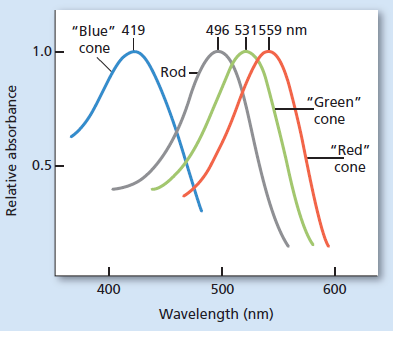 "Blue" 419
cone
496 531 559 nm
1.0
Rod
"Green"
cone
"Red"
cone
0.5
Relative absorbance
400
500
600
Wavelength (nm)